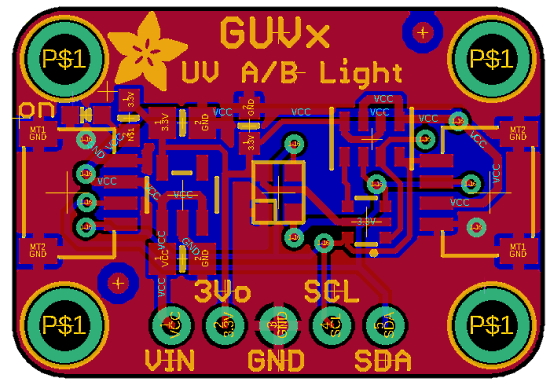 GUVx
P$1 P$1
UV A/B Light
on
VCC
3.3V
GND
VCC
VCC
MT1
GND
MT2
GND
N$1
3.3V
GND
3.3V
VCC
MT1
GND
MT2
GND
VCC
VCC
GND
3.3V
VCC
GND
VCC
VCC
3Vo SCL
P$1 P$1
VCC 3.3V GND SCL SDA
VIN GND SDA